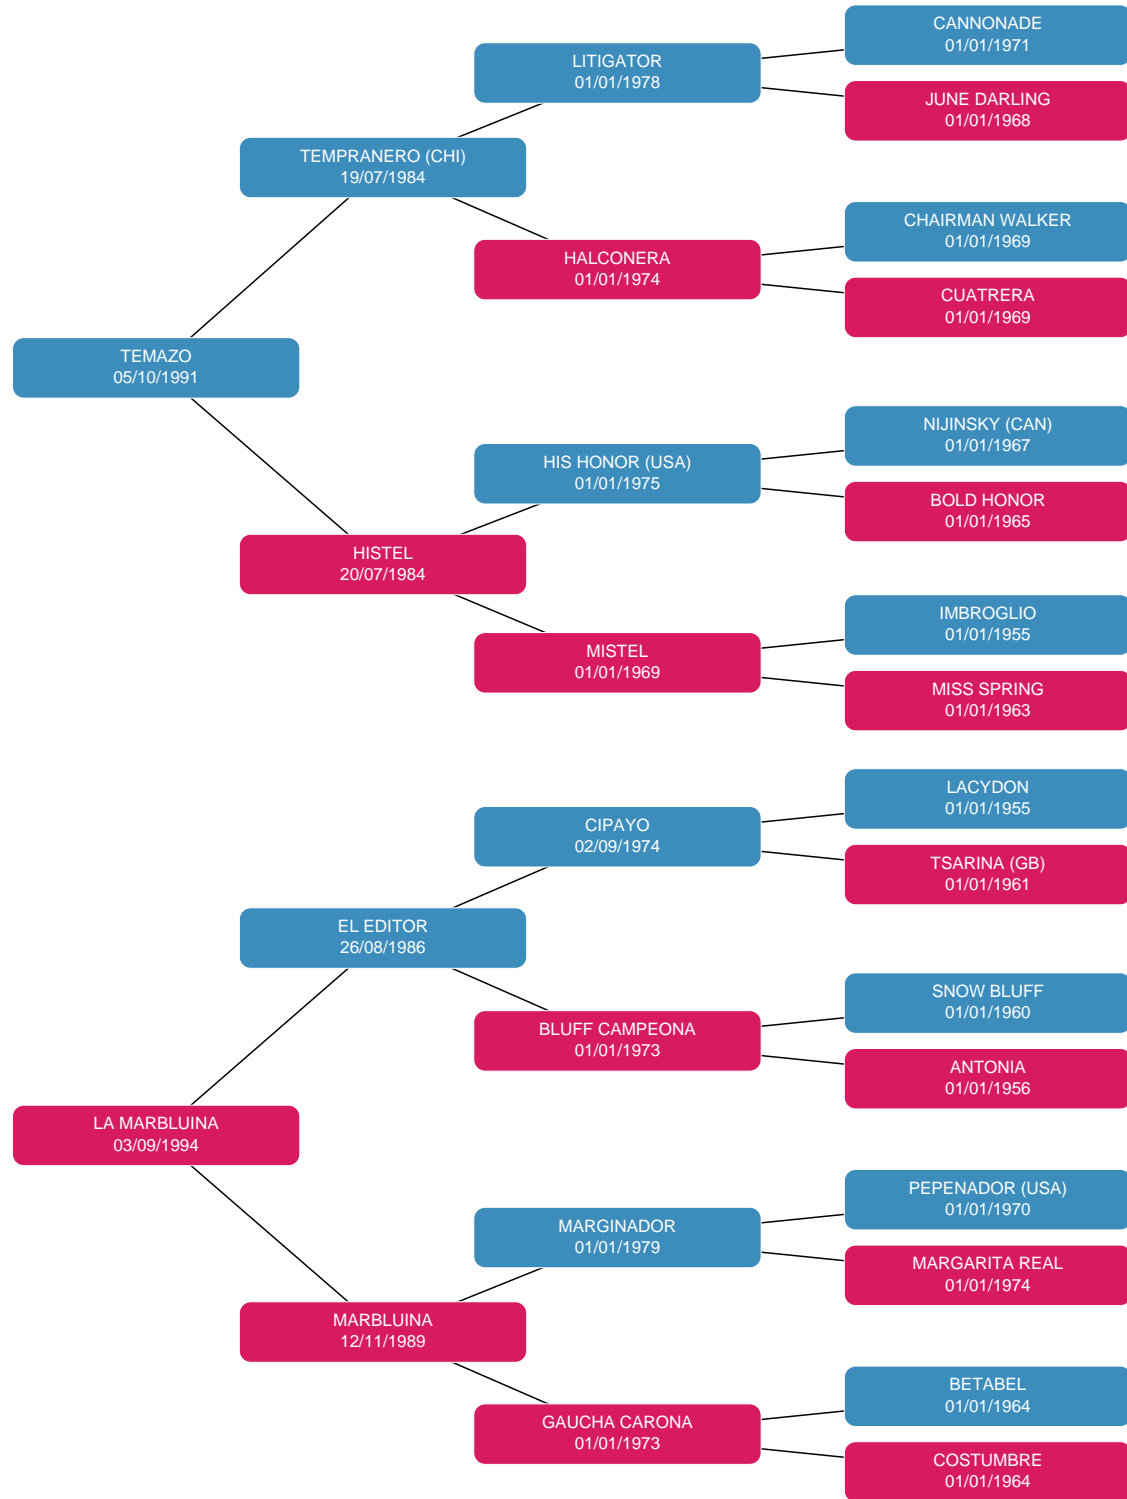 CANNONADE
01/01/1971
LITIGATOR
01/01/1978
JUNE DARLING
01/01/1968
TEMPRANERO (CHI)
19/07/1984
CHAIRMAN WALKER
01/01/1969
HALCONERA
01/01/1974
CUATRERA
01/01/1969
TEMAZO
05/10/1991
NIJINSKY (CAN)
01/01/1967
HIS HONOR (USA)
01/01/1975
BOLD HONOR
01/01/1965
HISTEL
20/07/1984
IMBROGLIO
01/01/1955
MISTEL
01/01/1969
MISS SPRING
01/01/1963
LACYDON
01/01/1955
CIPAYO
02/09/1974
TSARINA (GB)
01/01/1961
EL EDITOR
26/08/1986
SNOW BLUFF
01/01/1960
BLUFF CAMPEONA
01/01/1973
ANTONIA
01/01/1956
LA MARBLUINA
03/09/1994
PEPENADOR (USA)
01/01/1970
MARGINADOR
01/01/1979
MARGARITA REAL
01/01/1974
MARBLUINA
12/11/1989
BETABEL
01/01/1964
GAUCHA CARONA
01/01/1973
COSTUMBRE
01/01/1964